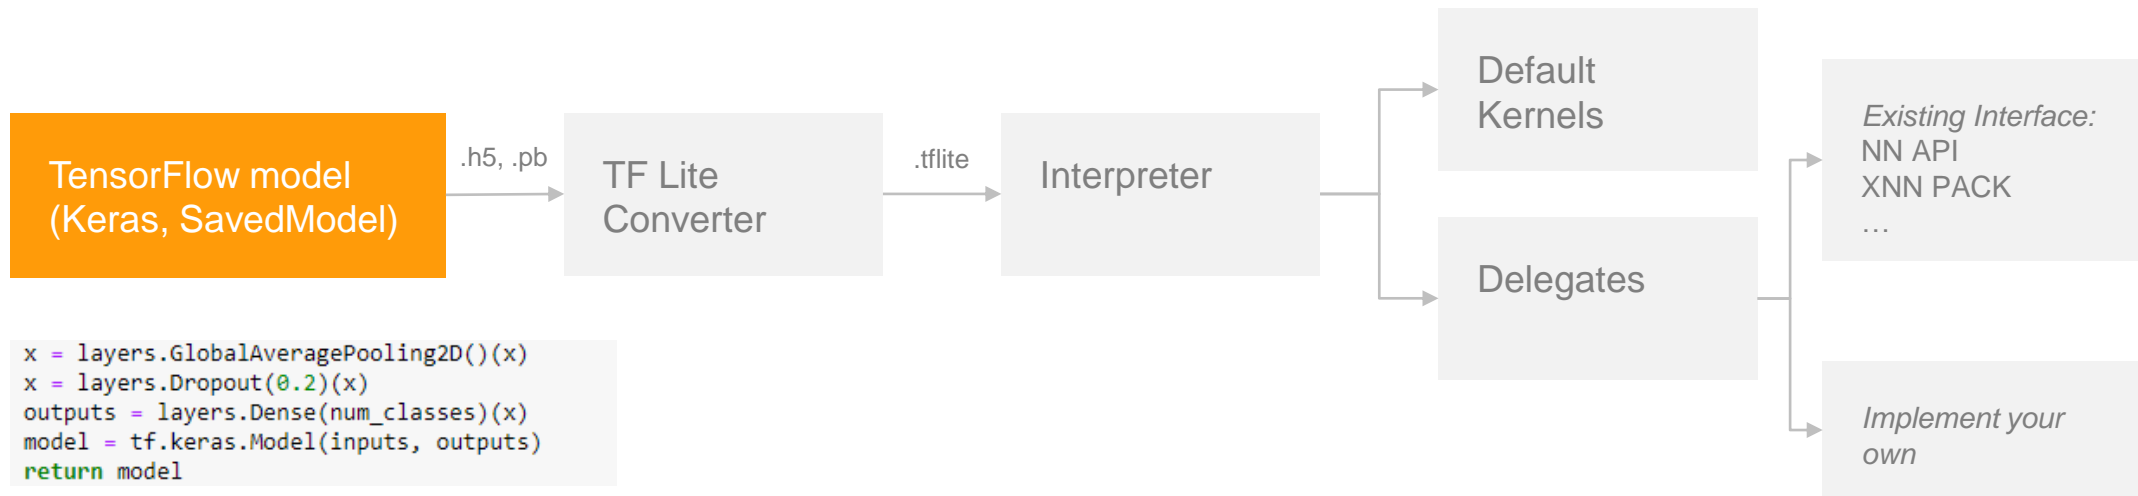 TensorFlow model
(Keras, SavedModel)
.h5, .pb
TF Lite
Converter
.tflite
Interpreter
Default
Kernels
Delegates
Existing Interface:
NN API
XNN PACK
…
Implement your
own
x = layers.GlobalAveragePooling2D()(x)
x = layers.Dropout(0.2)(x)
outputs = layers.Dense(num_classes)(x)
model = tf.keras.Model(inputs, outputs)
return model